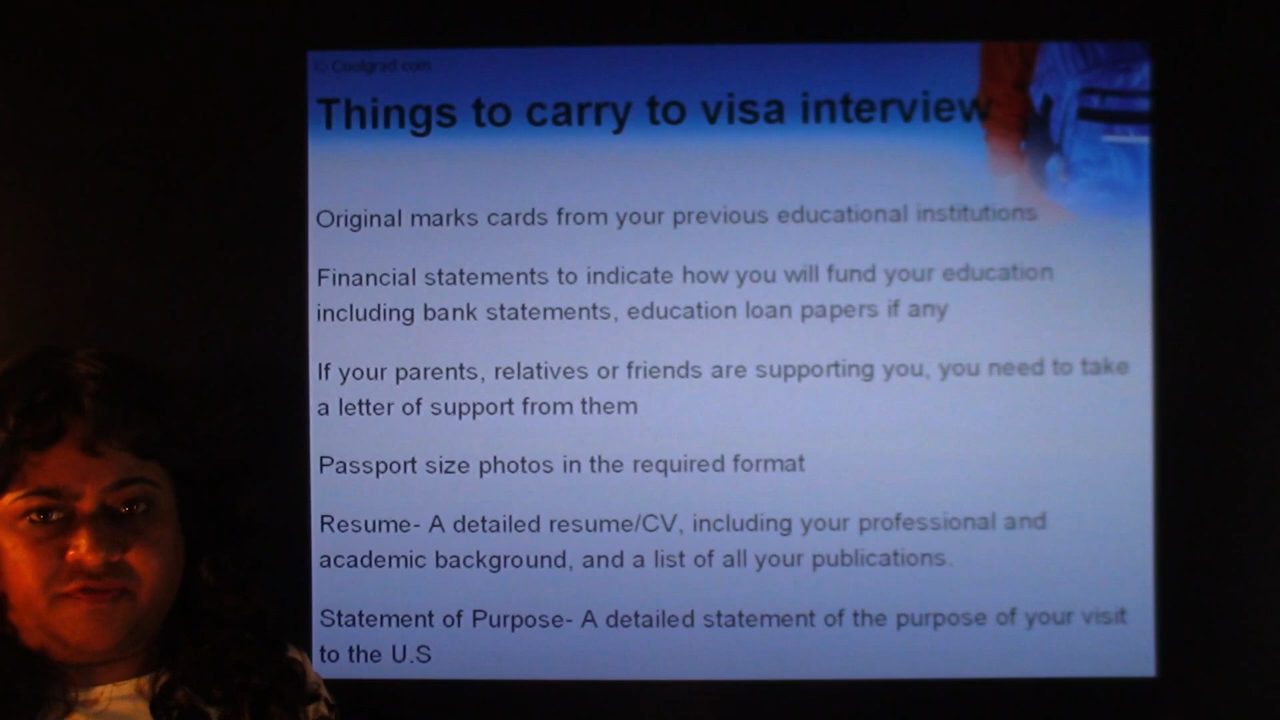 © Coolgrad.com
Things to carry to visa interview
Original marks cards from your previous educational institutions
Financial statements to indicate how you will fund your education
including bank statements, education loan papers if any
If your parents, relatives or friends are supporting you, you need to take
a letter of support from them
Passport size photos in the required format
Resume- A detailed resume/CV, including your professional and
academic background, and a list of all your publications.
Statement of Purpose- A detailed statement of the purpose of your visit
to the U.S